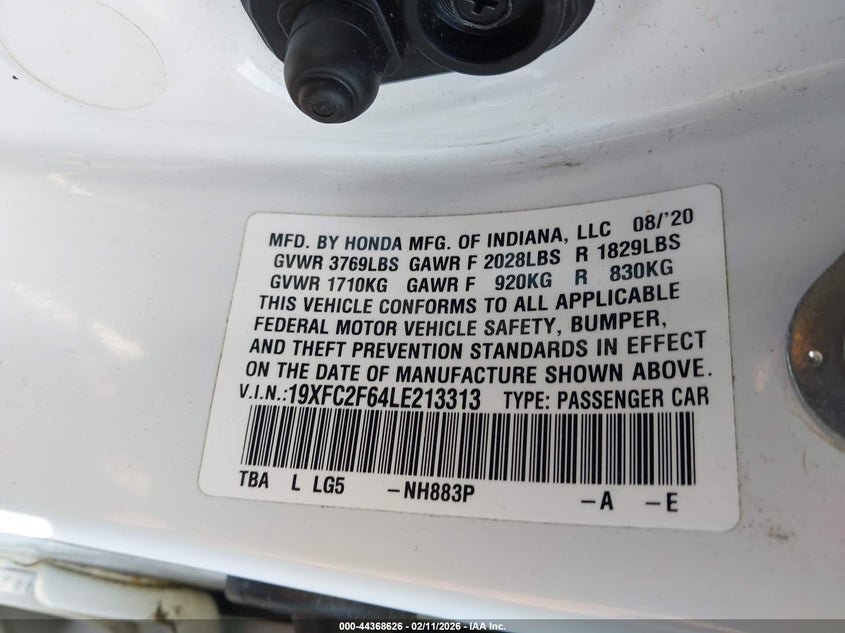 MFD. BY HONDA MFG. OF INDIANA, LLC 08/'20
GVWR 3769LBS GAWR F 2028LBS R 1829LBS
GVWR 1710KG GAWR F 920KG R 830KG
THIS VEHICLE CONFORMS TO ALL APPLICABLE
FEDERAL MOTOR VEHICLE SAFETY, BUMPER,
AND THEFT PREVENTION STANDARDS IN EFFECT
ON THE DATE OF MANUFACTURE SHOWN ABOVE.
V.I.N.:19XFC2F64LE213313 TYPE: PASSENGER CAR
TBA L LG5 -NH883P -A -E
000-44368626 - 02/11/2026 - IAA Inc.